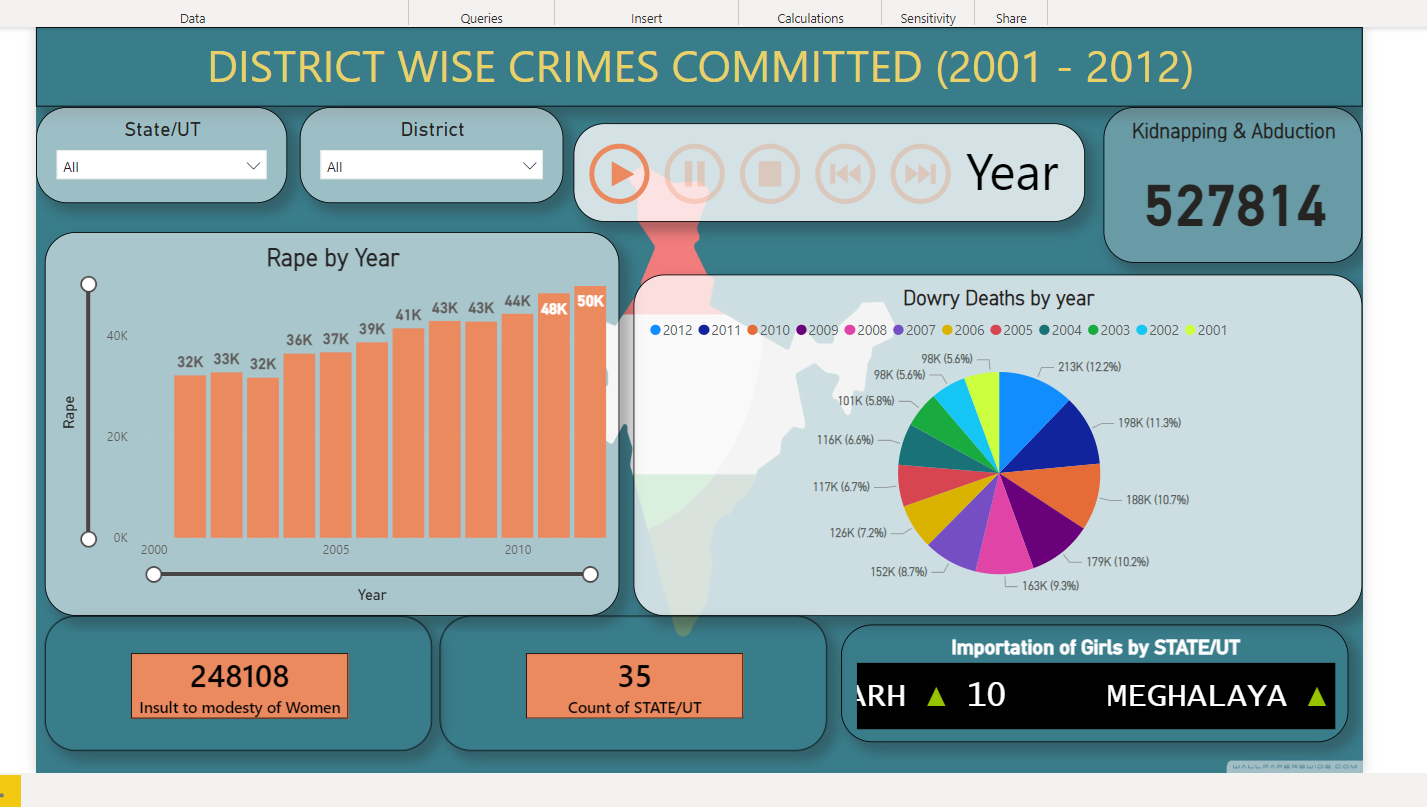 Data Queries Insert Calculations Sensitivity Share
DISTRICT WISE CRIMES COMMITTED (2001 - 2012)
State/UT
All
District
All
Year
Kidnapping & Abduction
527814
Rape by Year
32K 33K 32K 36K 37K 39K 41K 43K 43K 44K 48K 50K
40K
20K
0K
Rape
2000 2005 2010
Year
Dowry Deaths by year
2012 2011 2010 2009 2008 2007 2006 2005 2004 2003 2002 2001
213K (12.2%)
198K (11.3%)
188K (10.7%)
179K (10.2%)
163K (9.3%)
152K (8.7%)
126K (7.2%)
117K (6.7%)
116K (6.6%)
101K (5.8%)
98K (5.6%)
98K (5.6%)
248108
Insult to modesty of Women
35
Count of STATE/UT
Importation of Girls by STATE/UT
ARH ▲ 10 MEGHALAYA ▲
WALLPAPERSWIDE.COM